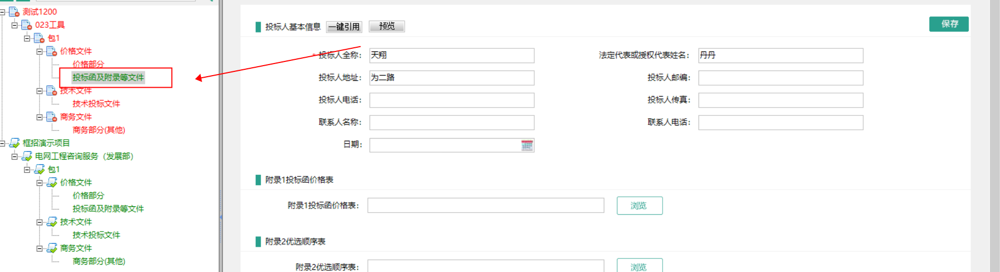 测试1200
023工具
包1
价格文件
价格部分
投标函及附录等文件
技术文件
技术投标文件
商务文件
商务部分(其他)
框招演示项目
电网工程咨询服务（发展部）
包1
价格文件
价格部分
投标函及附录等文件
技术文件
技术投标文件
商务文件
商务部分(其他)
投标人基本信息 一键引用 预览 保存
* 投标人全称： 天翔 法定代表或授权代表姓名： 丹丹
投标人地址： 为二路 投标人邮编：
投标人电话： 投标人传真：
联系人名称： 联系人电话：
日期：
附录1投标函价格表
附录1投标函价格表： 浏览
附录2优选顺序表
附录2优选顺序表： 浏览